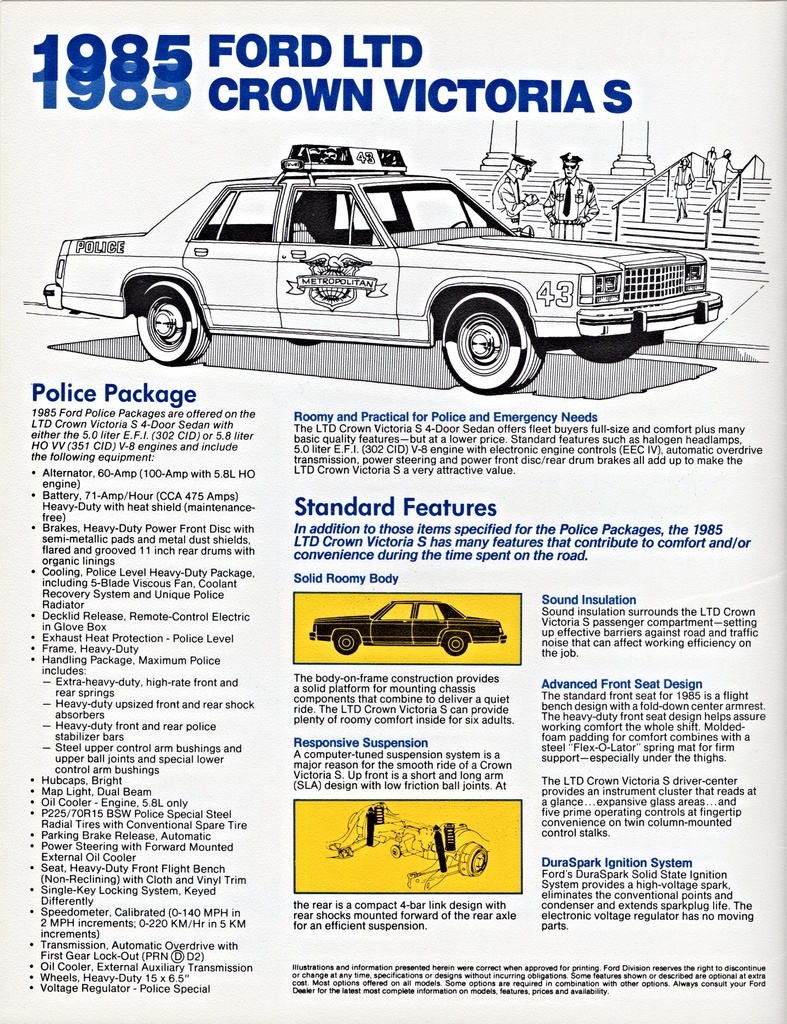 1985 FORD LTD
1985 CROWN VICTORIA S
43
POLICE
METROPOLITAN
43
Police Package
1985 Ford Police Packages are offered on the
LTD Crown Victoria S 4-Door Sedan with
either the 5.0 liter E.F.I. (302 CID) or 5.8 liter
HO VV (351 CID) V-8 engines and include
the following equipment:
• Alternator, 60-Amp (100-Amp with 5.8L HO
engine)
• Battery, 71-Amp/Hour (CCA 475 Amps)
Heavy-Duty with heat shield (maintenance-
free)
• Brakes, Heavy-Duty Power Front Disc with
semi-metallic pads and metal dust shields,
flared and grooved 11 inch rear drums with
organic linings
• Cooling, Police Level Heavy-Duty Package,
including 5-Blade Viscous Fan, Coolant
Recovery System and Unique Police
Radiator
• Decklid Release, Remote-Control Electric
in Glove Box
• Exhaust Heat Protection - Police Level
• Frame, Heavy-Duty
• Handling Package, Maximum Police
includes:
— Extra-heavy-duty, high-rate front and
rear springs
— Heavy-duty upsized front and rear shock
absorbers
— Heavy-duty front and rear police
stabilizer bars
— Steel upper control arm bushings and
upper ball joints and special lower
control arm bushings
• Hubcaps, Bright
• Map Light, Dual Beam
• Oil Cooler - Engine, 5.8L only
• P225/70R15 BSW Police Special Steel
Radial Tires with Conventional Spare Tire
• Parking Brake Release, Automatic
• Power Steering with Forward Mounted
External Oil Cooler
• Seat, Heavy-Duty Front Flight Bench
(Non-Reclining) with Cloth and Vinyl Trim
• Single-Key Locking System, Keyed
Differently
• Speedometer, Calibrated (0-140 MPH in
2 MPH increments; 0-220 KM/Hr in 5 KM
increments)
• Transmission, Automatic Overdrive with
First Gear Lock-Out (PRN Ⓓ D2)
• Oil Cooler, External Auxiliary Transmission
• Wheels, Heavy-Duty 15 x 6.5"
• Voltage Regulator - Police Special
Roomy and Practical for Police and Emergency Needs
The LTD Crown Victoria S 4-Door Sedan offers fleet buyers full-size and comfort plus many
basic quality features—but at a lower price. Standard features such as halogen headlamps,
5.0 liter E.F.I. (302 CID) V-8 engine with electronic engine controls (EEC IV), automatic overdrive
transmission, power steering and power front disc/rear drum brakes all add up to make the
LTD Crown Victoria S a very attractive value.
Standard Features
In addition to those items specified for the Police Packages, the 1985
LTD Crown Victoria S has many features that contribute to comfort and/or
convenience during the time spent on the road.
Solid Roomy Body
The body-on-frame construction provides
a solid platform for mounting chassis
components that combine to deliver a quiet
ride. The LTD Crown Victoria S can provide
plenty of roomy comfort inside for six adults.
Responsive Suspension
A computer-tuned suspension system is a
major reason for the smooth ride of a Crown
Victoria S. Up front is a short and long arm
(SLA) design with low friction ball joints. At
the rear is a compact 4-bar link design with
rear shocks mounted forward of the rear axle
for an efficient suspension.
Sound Insulation
Sound insulation surrounds the LTD Crown
Victoria S passenger compartment—setting
up effective barriers against road and traffic
noise that can affect working efficiency on
the job.
Advanced Front Seat Design
The standard front seat for 1985 is a flight
bench design with a fold-down center armrest.
The heavy-duty front seat design helps assure
working comfort the whole shift. Molded-
foam padding for comfort combines with a
steel "Flex-O-Lator" spring mat for firm
support—especially under the thighs.
The LTD Crown Victoria S driver-center
provides an instrument cluster that reads at
a glance...expansive glass areas...and
five prime operating controls at fingertip
convenience on twin column-mounted
control stalks.
DuraSpark Ignition System
Ford's DuraSpark Solid State Ignition
System provides a high-voltage spark,
eliminates the conventional points and
condenser and extends sparkplug life. The
electronic voltage regulator has no moving
parts.
Illustrations and information presented herein were correct when approved for printing. Ford Division reserves the right to discontinue
or change at any time, specifications or designs without incurring obligations. Some features shown or described are optional at extra
cost. Most options offered on all models. Some options are required in combination with other options. Always consult your Ford
Dealer for the latest most complete information on models, features, prices and availability.